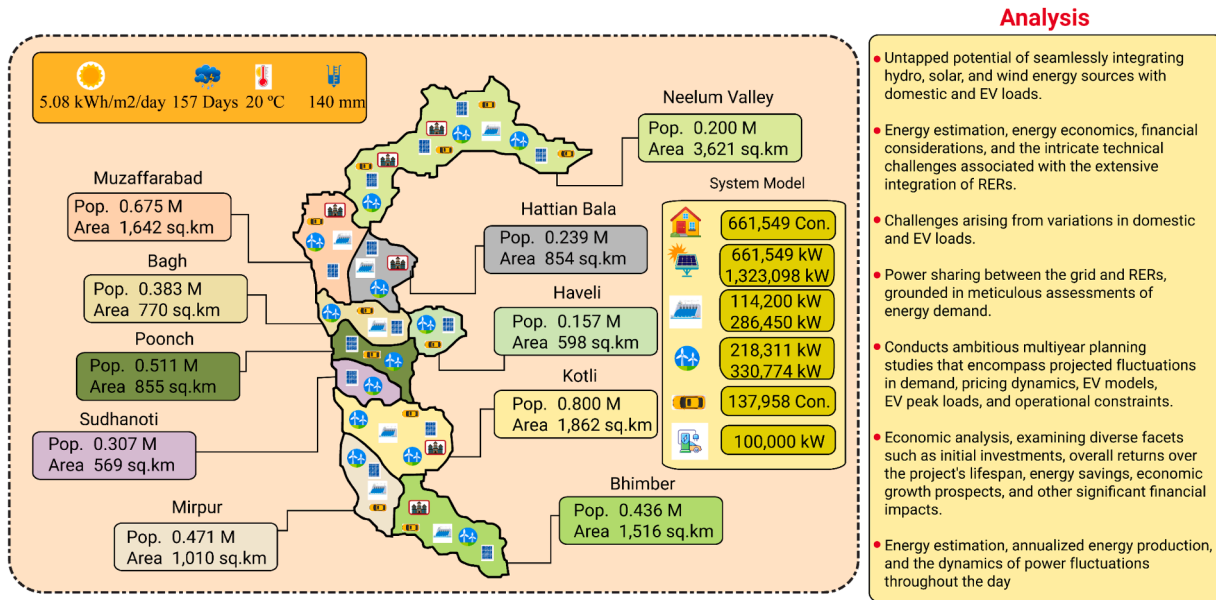 Analysis
5.08 kWh/m2/day 157 Days 20 ºC 140 mm
Neelum Valley
Pop. 0.200 M
Area 3,621 sq.km
Muzaffarabad
Pop. 0.675 M
Area 1,642 sq.km
Hattian Bala
Pop. 0.239 M
Area 854 sq.km
Bagh
Pop. 0.383 M
Area 770 sq.km
Haveli
Pop. 0.157 M
Area 598 sq.km
Poonch
Pop. 0.511 M
Area 855 sq.km
Kotli
Pop. 0.800 M
Area 1,862 sq.km
Sudhanoti
Pop. 0.307 M
Area 569 sq.km
Mirpur
Pop. 0.471 M
Area 1,010 sq.km
Bhimber
Pop. 0.436 M
Area 1,516 sq.km
System Model
661,549 Con.
661,549 kW
1,323,098 kW
114,200 kW
286,450 kW
218,311 kW
330,774 kW
137,958 Con.
100,000 kW
Untapped potential of seamlessly integrating
hydro, solar, and wind energy sources with
domestic and EV loads.
Energy estimation, energy economics, financial
considerations, and the intricate technical
challenges associated with the extensive
integration of RERs.
Challenges arising from variations in domestic
and EV loads.
Power sharing between the grid and RERs,
grounded in meticulous assessments of
energy demand.
Conducts ambitious multiyear planning
studies that encompass projected fluctuations
in demand, pricing dynamics, EV models,
EV peak loads, and operational constraints.
Economic analysis, examining diverse facets
such as initial investments, overall returns over
the project's lifespan, energy savings, economic
growth prospects, and other significant financial
impacts.
Energy estimation, annualized energy production,
and the dynamics of power fluctuations
throughout the day